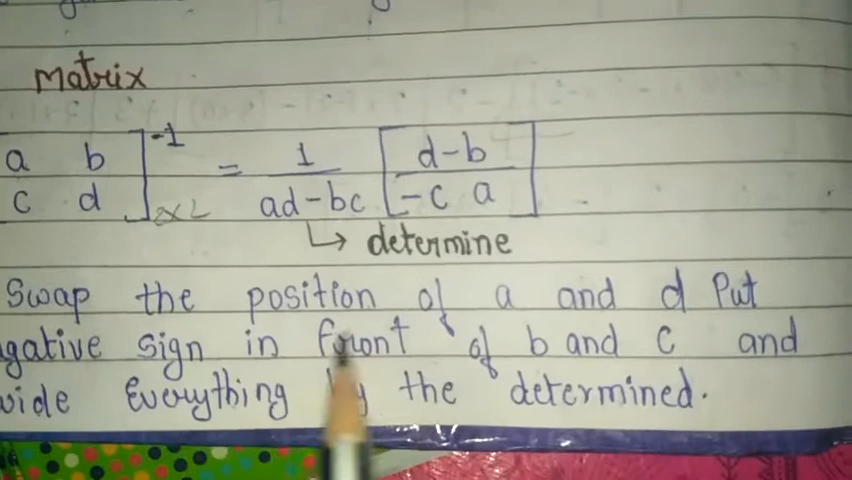 Matrix
a b -1 = 1 d-b
c d 2x2 ad-bc -c a
↳ determine
Swap the position of a and d Put
gative sign in front of b and c and
vide Everything by the determined.